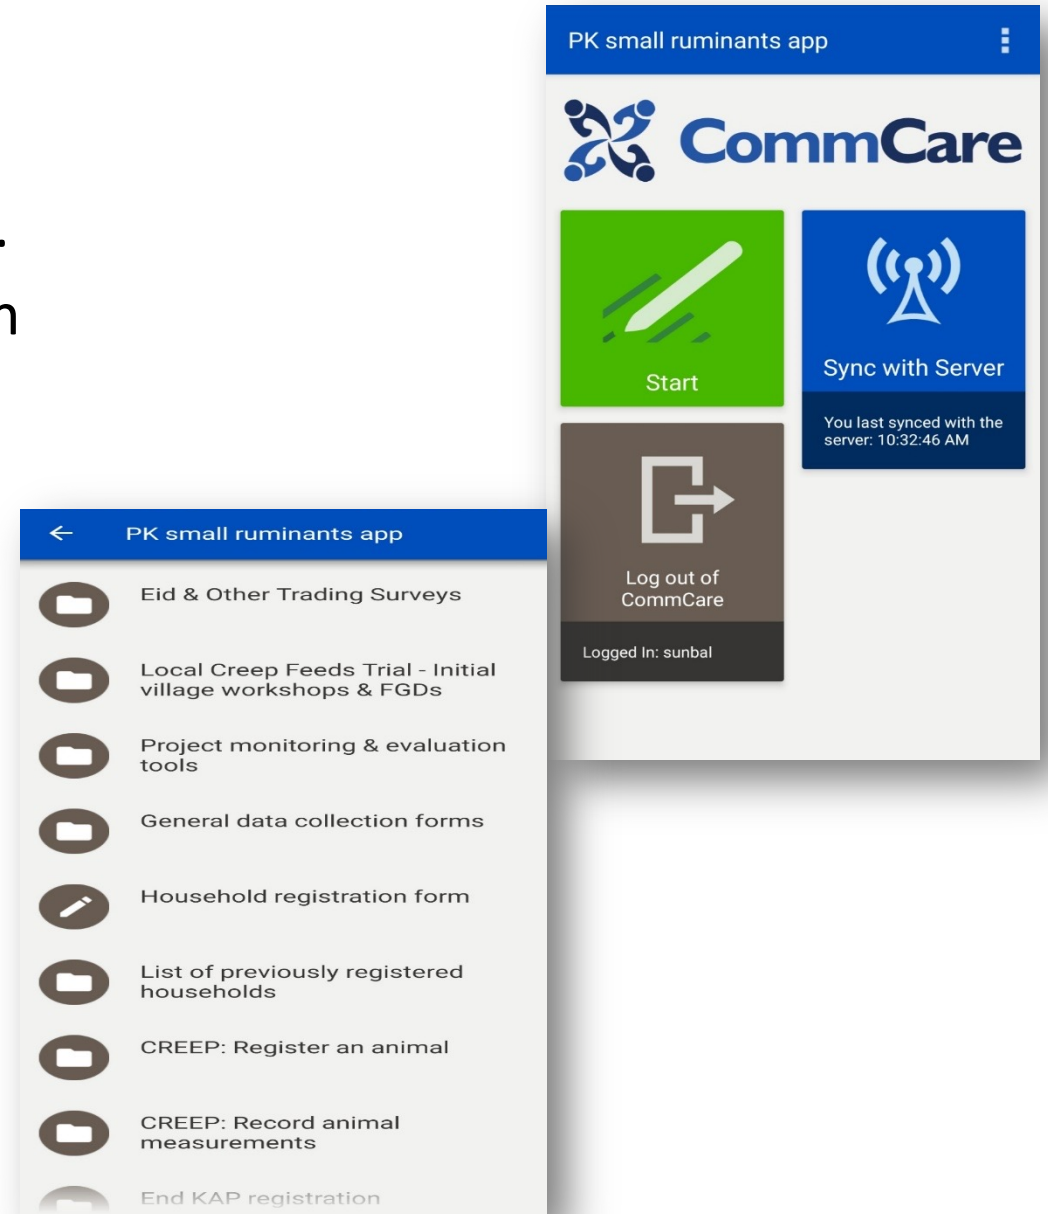 .
n
PK small ruminants app
CommCare
Start
Sync with Server
You last synced with the
server: 10:32:46 AM
Log out of
CommCare
Logged In: sunbal
PK small ruminants app
Eid & Other Trading Surveys
Local Creep Feeds Trial - Initial
village workshops & FGDs
Project monitoring & evaluation
tools
General data collection forms
Household registration form
List of previously registered
households
CREEP: Register an animal
CREEP: Record animal
measurements
End KAP registration